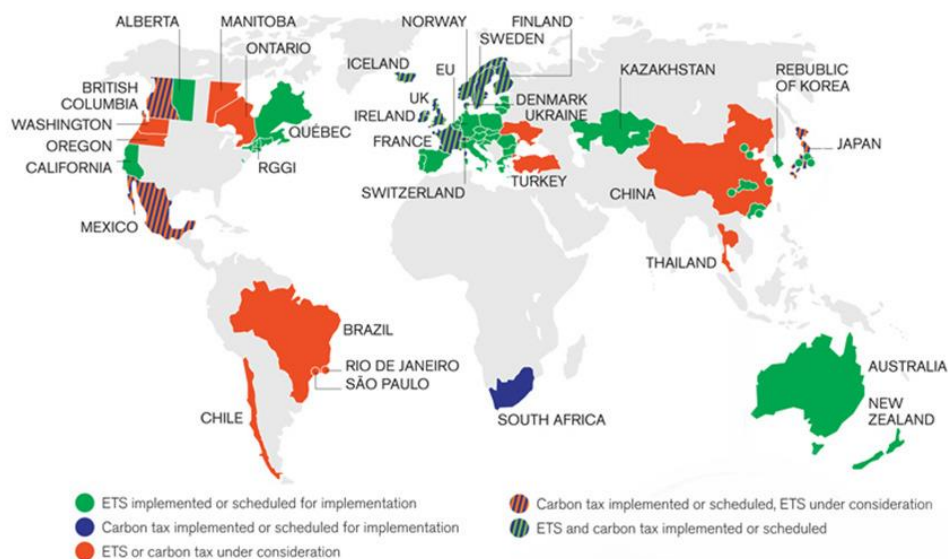 ALBERTA
MANITOBA
ONTARIO
BRITISH
COLUMBIA
WASHINGTON
OREGON
CALIFORNIA
QUÉBEC
RGGI
MEXICO
NORWAY
SWEDEN
FINLAND
ICELAND
EU
UK
IRELAND
FRANCE
DENMARK
UKRAINE
SWITZERLAND
TURKEY
KAZAKHSTAN
REPUBLIC
OF KOREA
JAPAN
CHINA
THAILAND
BRAZIL
RIO DE JANEIRO
SÃO PAULO
CHILE
SOUTH AFRICA
AUSTRALIA
NEW
ZEALAND
ETS implemented or scheduled for implementation
Carbon tax implemented or scheduled for implementation
ETS or carbon tax under consideration
Carbon tax implemented or scheduled, ETS under consideration
ETS and carbon tax implemented or scheduled